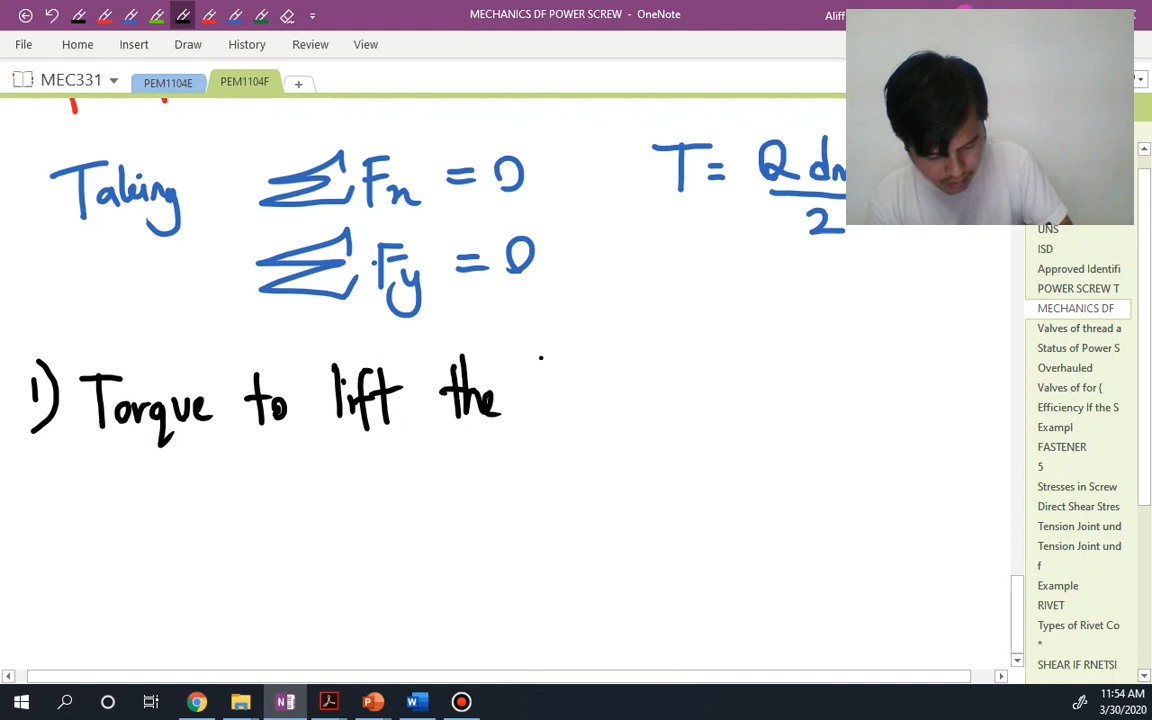 MECHANICS DF POWER SCREW - OneNote
Aliff
File Home Insert Draw History Review View
MEC331 PEM1104E PEM1104F
Taking ΣFx = 0
T = Q dm
2
ΣFy = 0
1) Torque to lift the
UNS
ISD
Approved Identifi
POWER SCREW T
MECHANICS DF
Valves of thread a
Status of Power S
Overhauled
Valves of for {
Efficiency If the S
Exampl
FASTENER
5
Stresses in Screw
Direct Shear Stres
Tension Joint und
Tension Joint und
f
Example
RIVET
Types of Rivet Co
*
SHEAR IF RNETSI
11:54 AM
3/30/2020